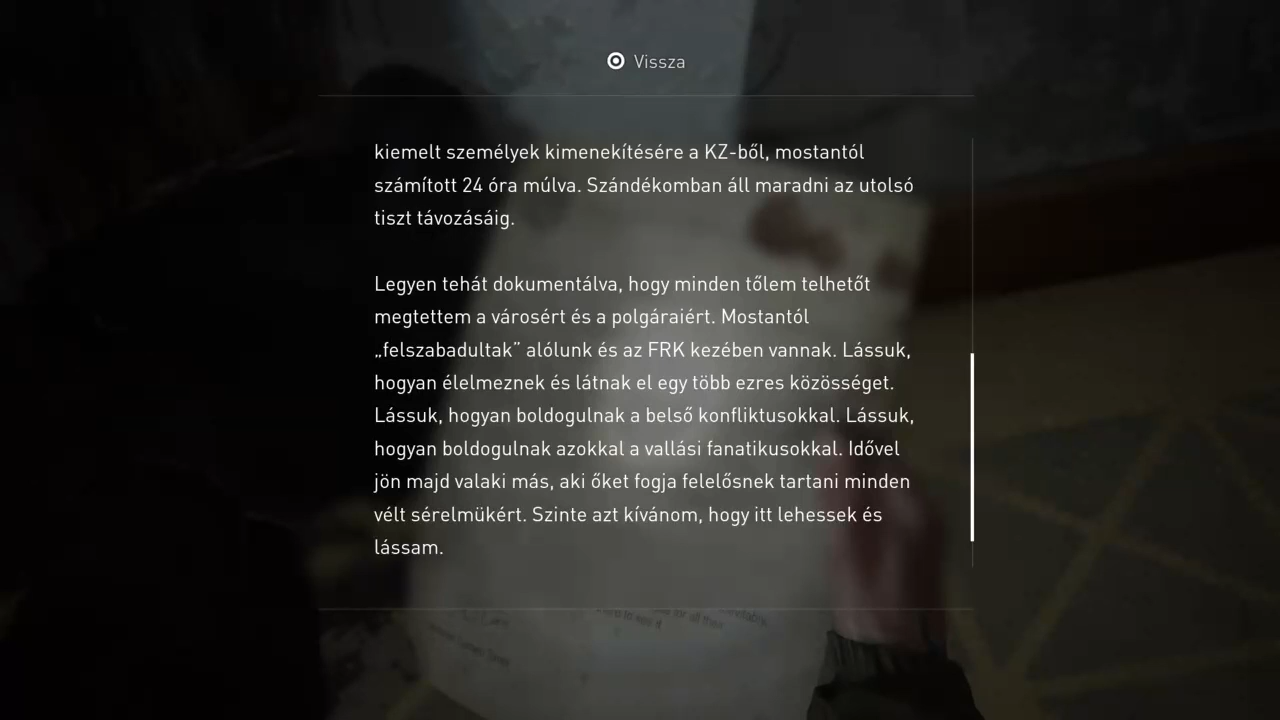 Vissza
kiemelt személyek kimenekítésére a KZ-ből, mostantól
számított 24 óra múlva. Szándékomban áll maradni az utolsó
tiszt távozásáig.
Legyen tehát dokumentálva, hogy minden tőlem telhetőt
megtettem a városért és a polgáraiért. Mostantól
„felszabadultak” alólunk és az FRK kezében vannak. Lássuk,
hogyan élelmeznek és látnak el egy több ezres közösséget.
Lássuk, hogyan boldogulnak a belső konfliktusokkal. Lássuk,
hogyan boldogulnak azokkal a vallási fanatikusokkal. Idővel
jön majd valaki más, aki őket fogja felelősnek tartani minden
vélt sérelmükért. Szinte azt kívánom, hogy itt lehessek és
lássam.